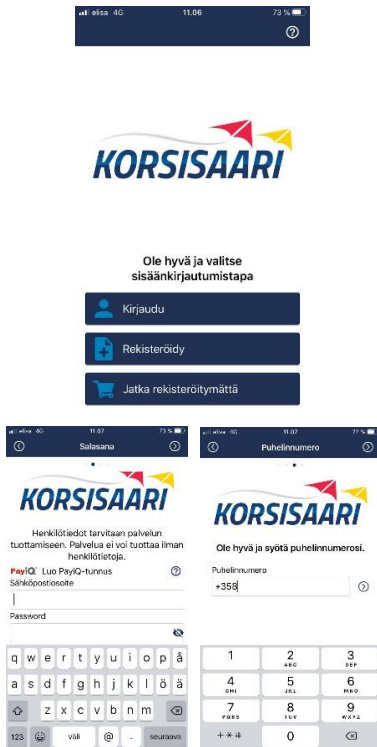 elisa 4G 11.06 73 %
KORSISAARI
Ole hyvä ja valitse
sisäänkirjautumistapa
Kirjaudu
Rekisteröidy
Jatka rekisteröitymättä
elisa 4G 11.07 73 %
Salasana
KORSISAARI
Henkilötiedot tarvitaan palvelun
tuottamiseen. Palvelua ei voi tuottaa ilman
henkilötietoja.
PayiQ Luo PayiQ-tunnus
Sähköpostiosoite
Password
q w e r t y u i o p å
a s d f g h j k l ö ä
z x c v b n m
123 väli @ . seuraava
elisa 4G 11.07 72 %
Puhelinnumero
KORSISAARI
Ole hyvä ja syötä puhelinnumerosi.
Puhelinnumero
+358
1 2 3
ABC DEF
4 5 6
GHI JKL MNO
7 8 9
PQRS TUV WXYZ
+ * # 0